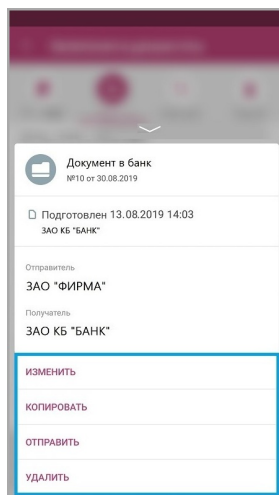 Документ в банк
№10 от 30.08.2019
Подготовлен 13.08.2019 14:03
ЗАО КБ "БАНК"
Отправитель
ЗАО "ФИРМА"
Получатель
ЗАО КБ "БАНК"
ИЗМЕНИТЬ
КОПИРОВАТЬ
ОТПРАВИТЬ
УДАЛИТЬ